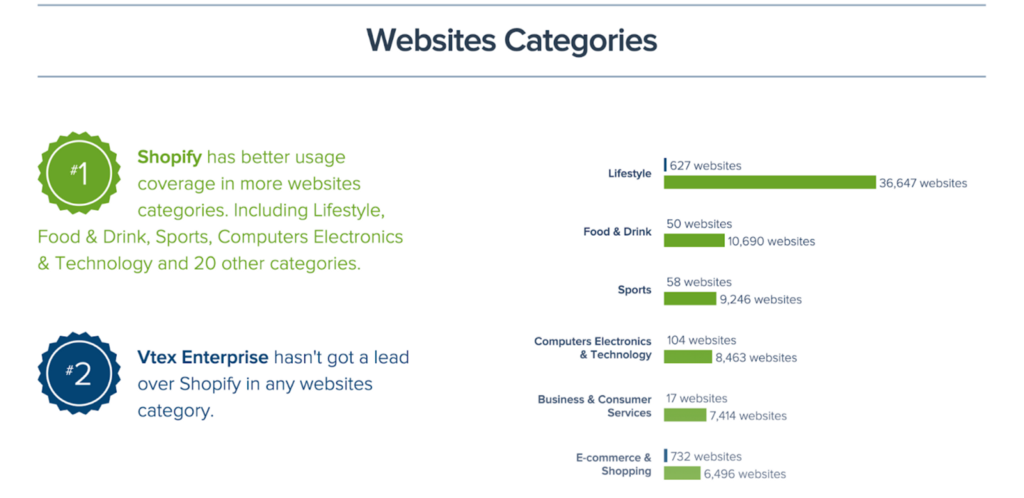 Websites Categories
#1
Shopify has better usage
coverage in more websites
categories. Including Lifestyle,
Food & Drink, Sports, Computers Electronics
& Technology and 20 other categories.
#2
Vtex Enterprise hasn't got a lead
over Shopify in any websites
category.
Lifestyle
627 websites
36,647 websites
Food & Drink
50 websites
10,690 websites
Sports
58 websites
9,246 websites
Computers Electronics
& Technology
104 websites
8,463 websites
Business & Consumer
Services
17 websites
7,414 websites
E-commerce &
Shopping
732 websites
6,496 websites